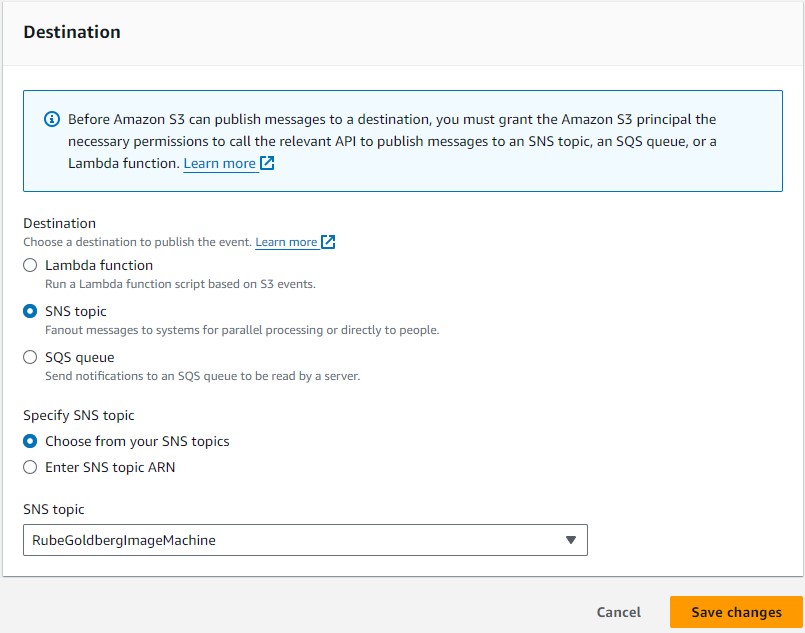 Destination
Before Amazon S3 can publish messages to a destination, you must grant the Amazon S3 principal the
necessary permissions to call the relevant API to publish messages to an SNS topic, an SQS queue, or a
Lambda function. Learn more
Destination
Choose a destination to publish the event. Learn more
Lambda function
Run a Lambda function script based on S3 events.
SNS topic
Fanout messages to systems for parallel processing or directly to people.
SQS queue
Send notifications to an SQS queue to be read by a server.
Specify SNS topic
Choose from your SNS topics
Enter SNS topic ARN
SNS topic
RubeGoldbergImageMachine
Cancel Save changes